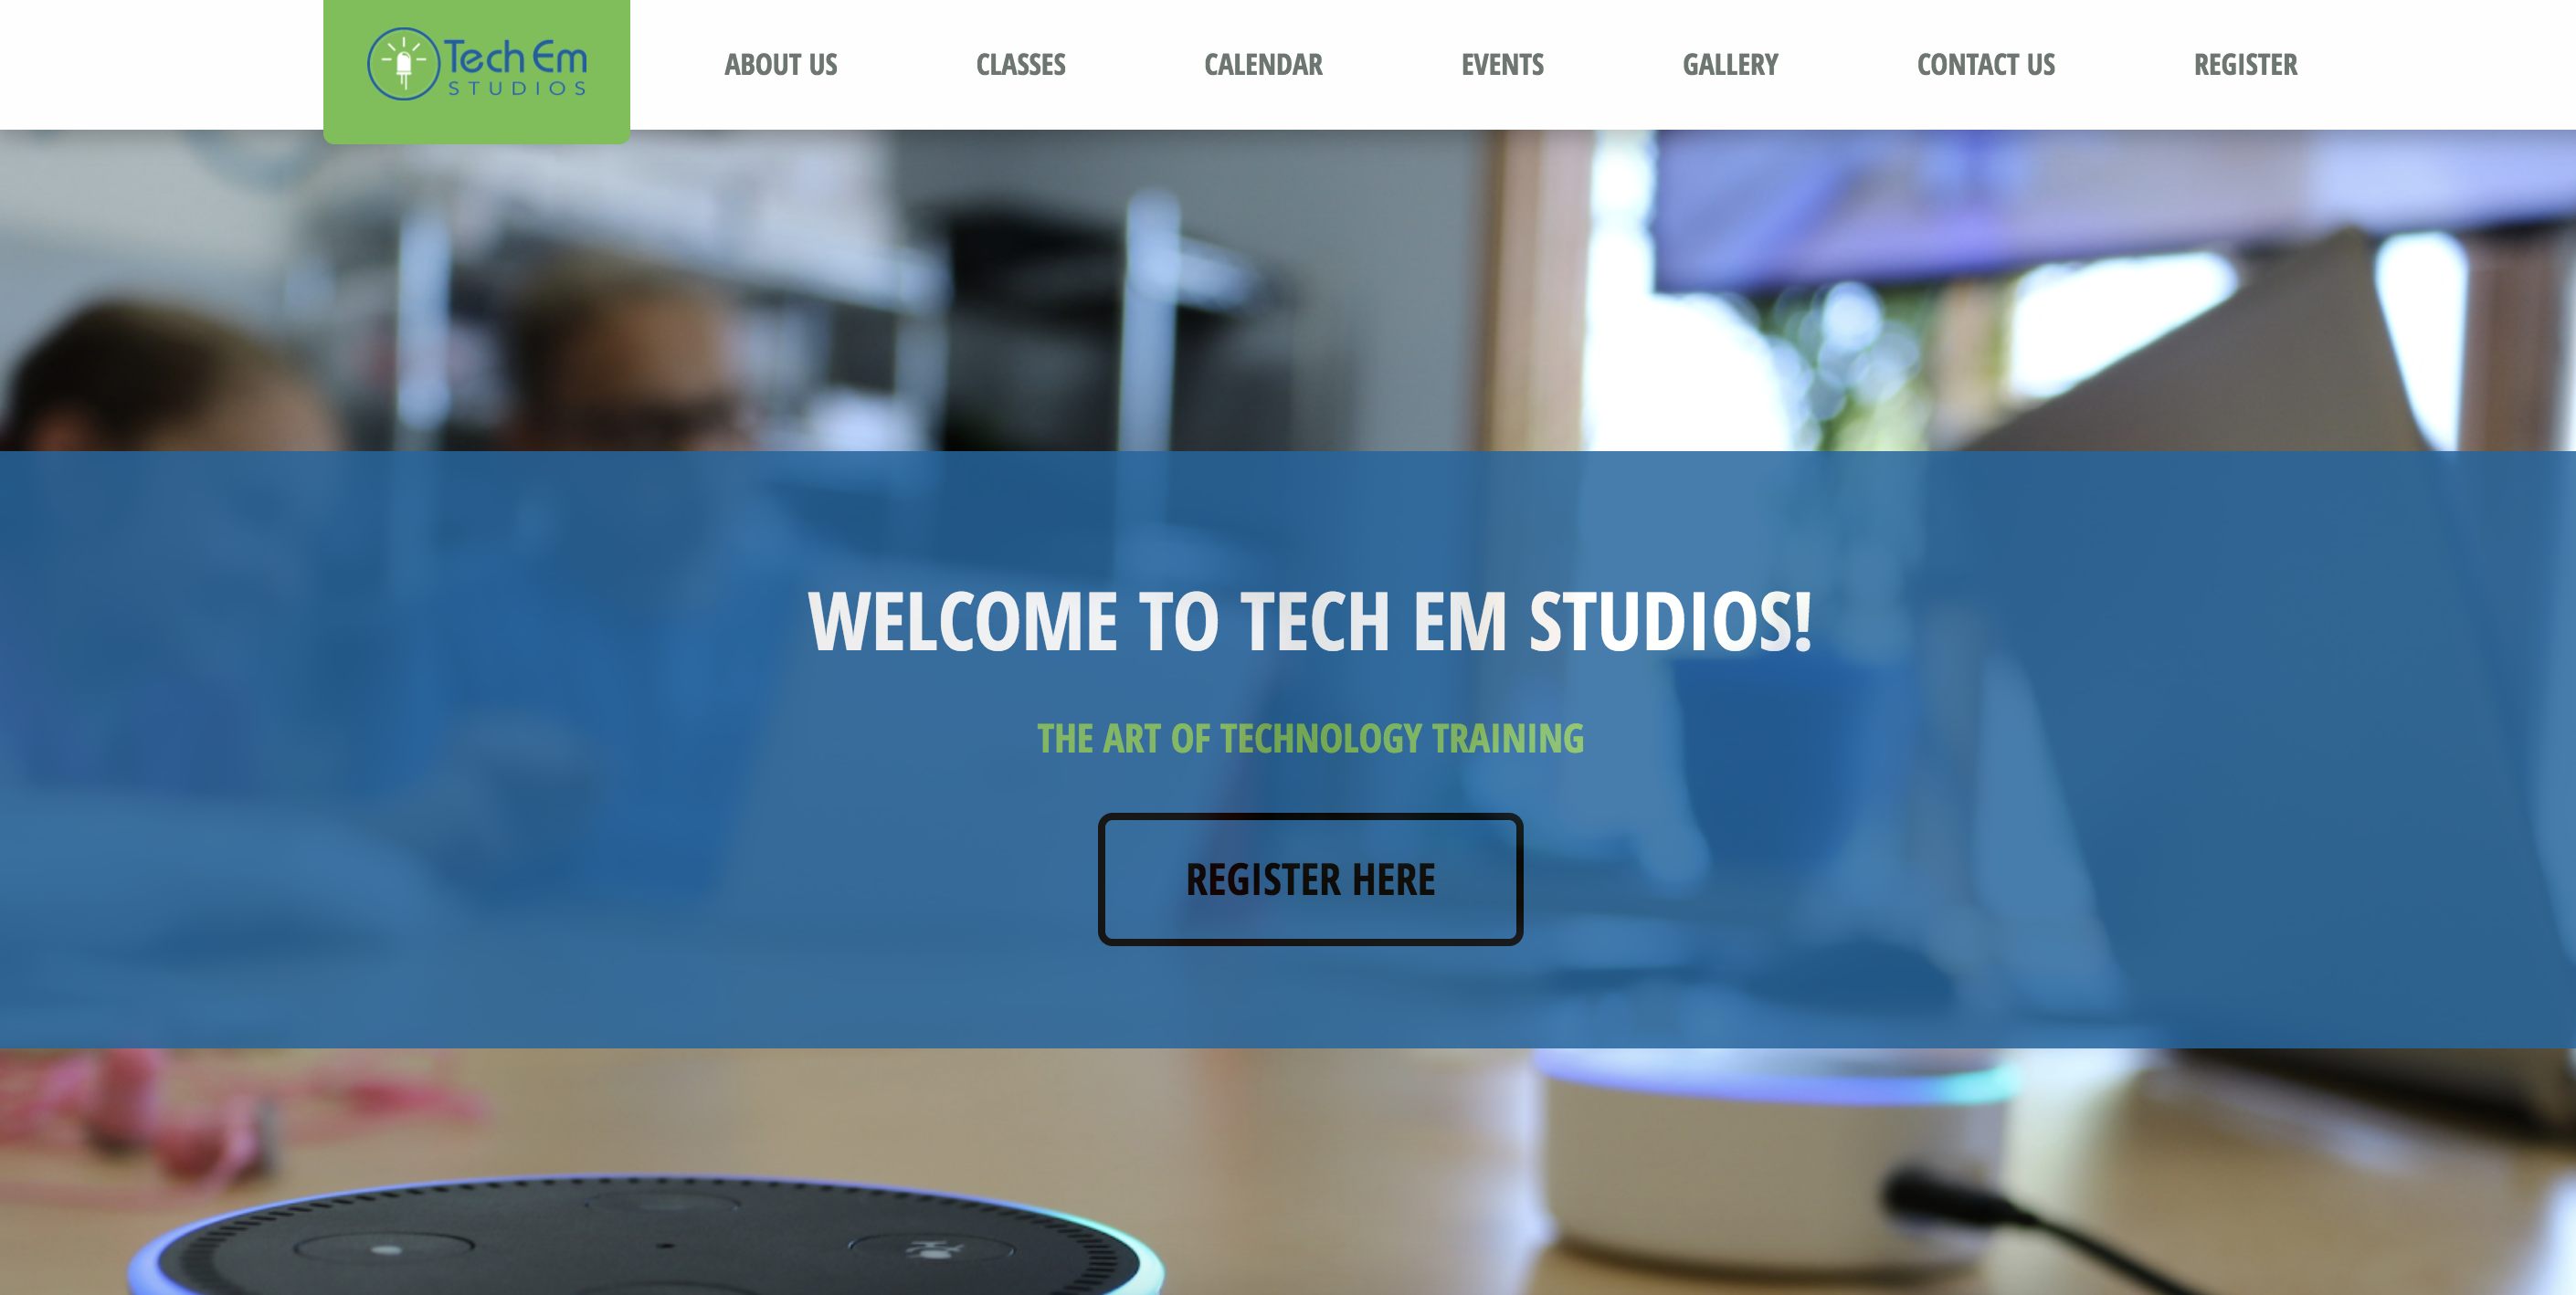 Tech Em
STUDIOS
ABOUT US
CLASSES
CALENDAR
EVENTS
GALLERY
CONTACT US
REGISTER
WELCOME TO TECH EM STUDIOS!
THE ART OF TECHNOLOGY TRAINING
REGISTER HERE